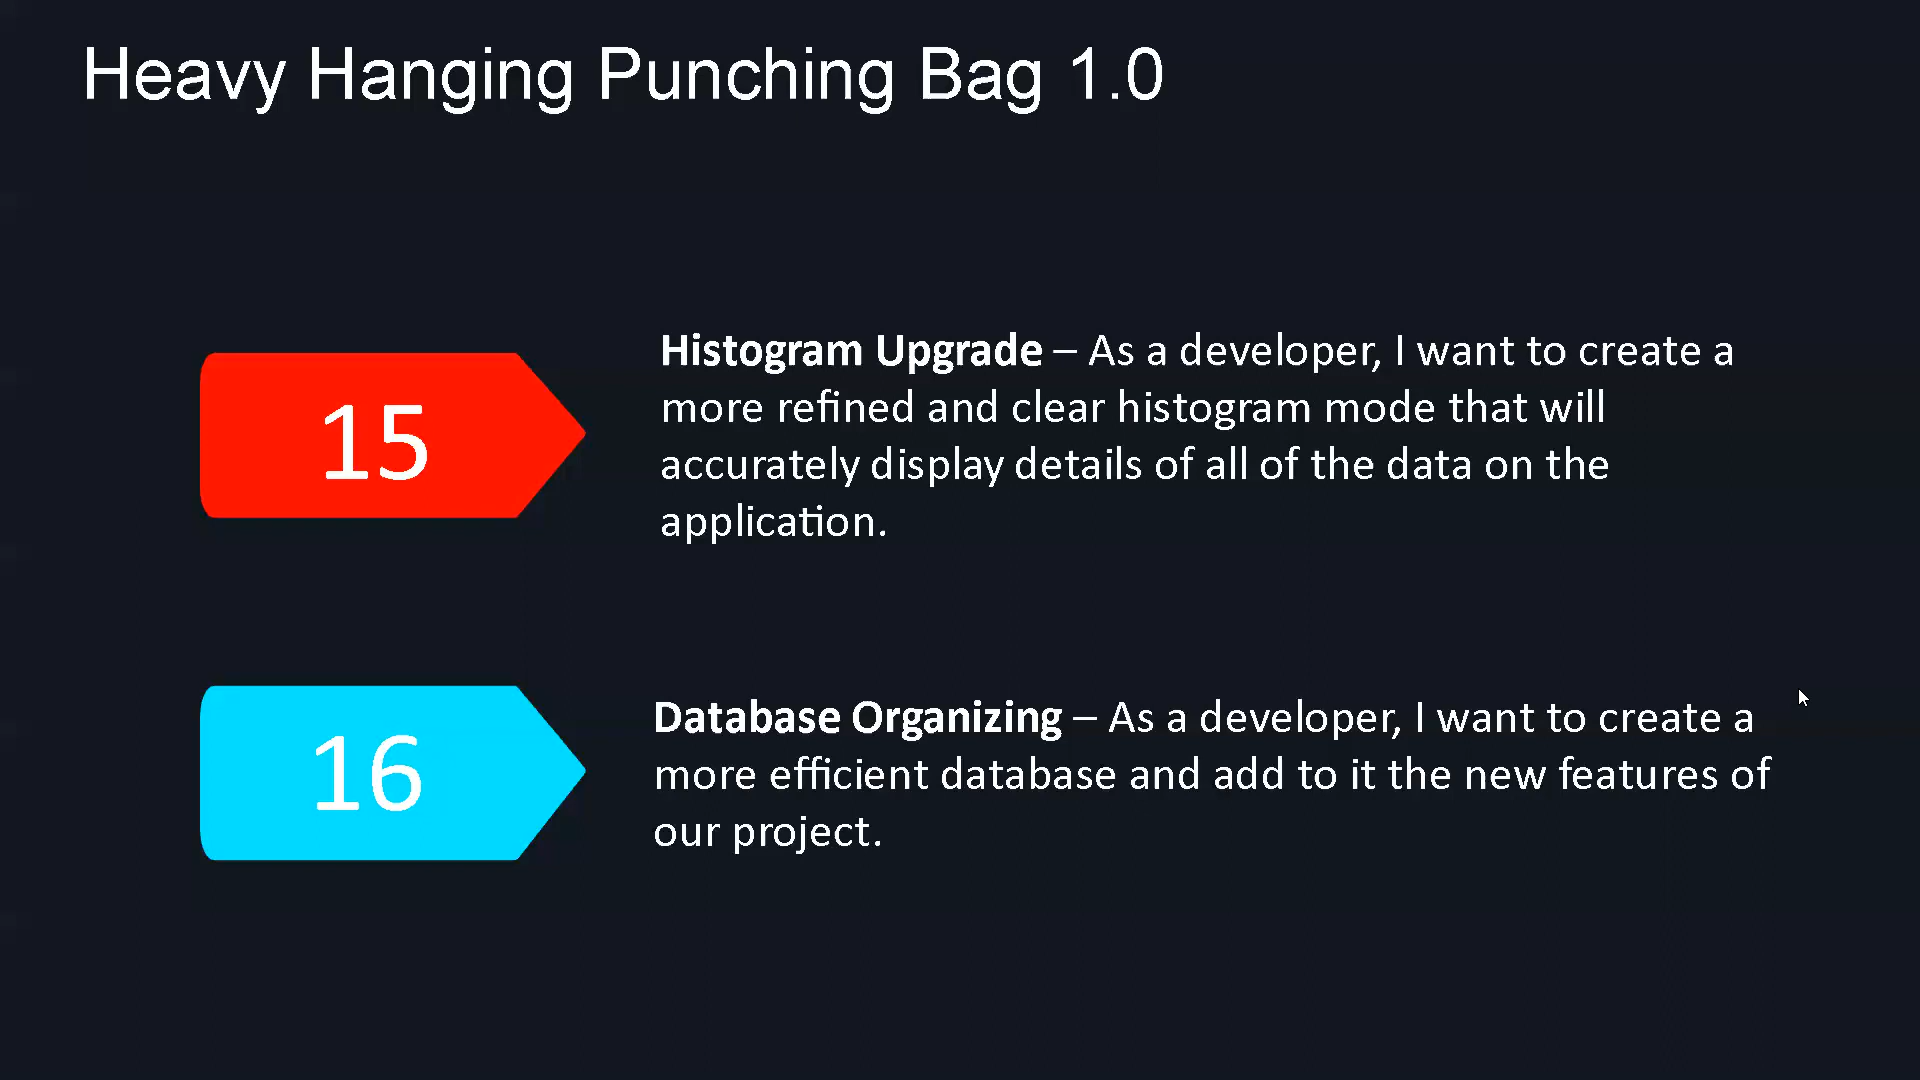 Heavy Hanging Punching Bag 1.0
15
Histogram Upgrade – As a developer, I want to create a
more refined and clear histogram mode that will
accurately display details of all of the data on the
application.
16
Database Organizing – As a developer, I want to create a
more efficient database and add to it the new features of
our project.